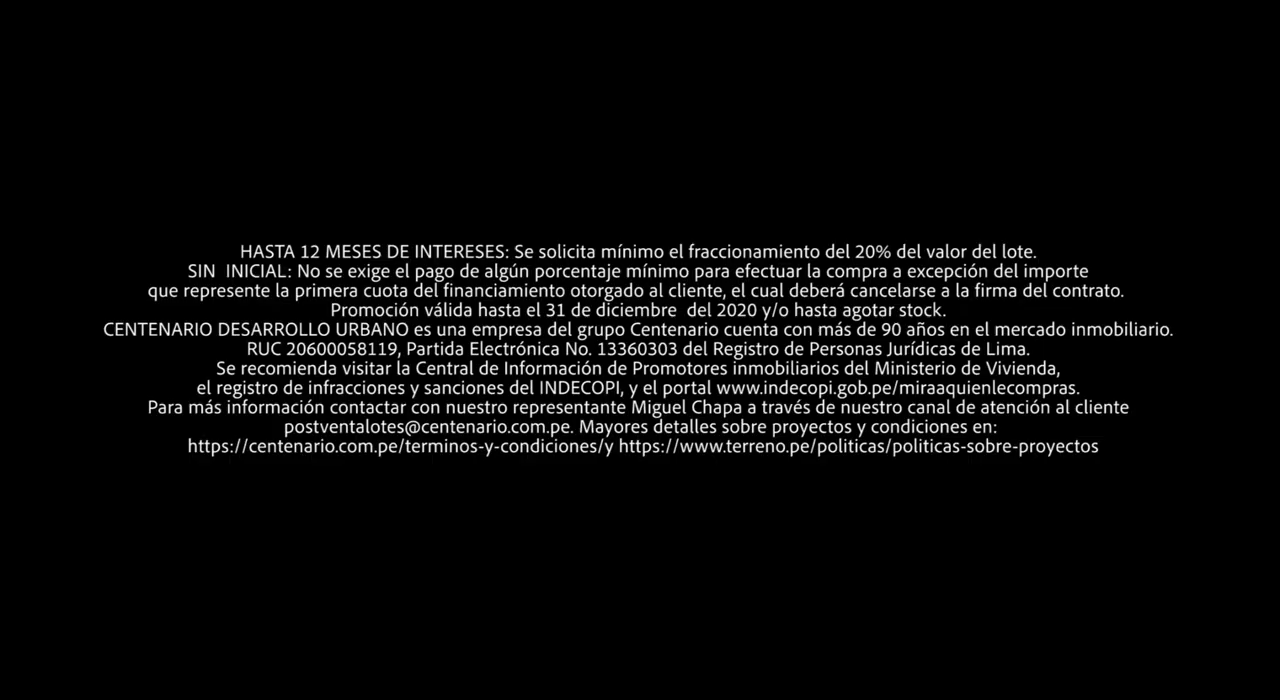 HASTA 12 MESES DE INTERESES: Se solicita mínimo el fraccionamiento del 20% del valor del lote.
SIN  INICIAL: No se exige el pago de algún porcentaje mínimo para efectuar la compra a excepción del importe
que represente la primera cuota del financiamiento otorgado al cliente, el cual deberá cancelarse a la firma del contrato.
Promoción válida hasta el 31 de diciembre  del 2020 y/o hasta agotar stock.
CENTENARIO DESARROLLO URBANO es una empresa del grupo Centenario cuenta con más de 90 años en el mercado inmobiliario.
RUC 20600058119, Partida Electrónica No. 13360303 del Registro de Personas Jurídicas de Lima.
Se recomienda visitar la Central de Información de Promotores inmobiliarios del Ministerio de Vivienda,
el registro de infracciones y sanciones del INDECOPI, y el portal www.indecopi.gob.pe/miraaquienlecompras.
Para más información contactar con nuestro representante Miguel Chapa a través de nuestro canal de atención al cliente
postventalotes@centenario.com.pe. Mayores detalles sobre proyectos y condiciones en:
https://centenario.com.pe/terminos-y-condiciones/y https://www.terreno.pe/politicas/politicas-sobre-proyectos